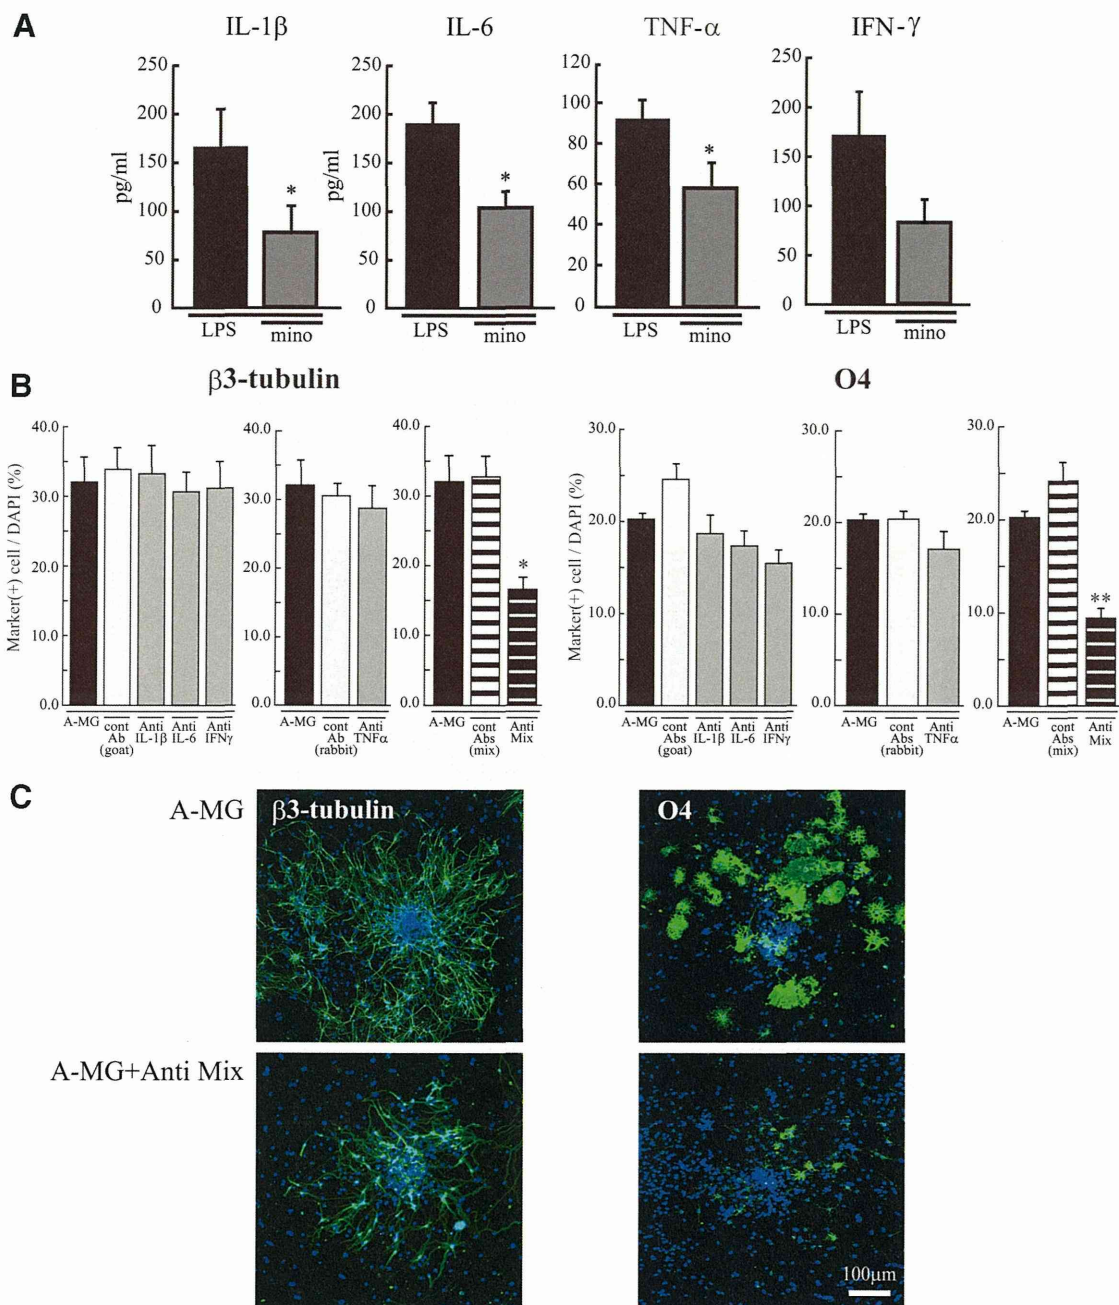 A
IL-1β
IL-6
TNF-α
IFN-γ
pg/ml
250
200
150
100
50
0
LPS
mino
pg/ml
250
200
150
100
50
0
LPS
mino
120
100
80
60
40
20
0
LPS
mino
250
200
150
100
50
0
LPS
mino
*
*
*
B
β3-tubulin
O4
Marker(+) cell / DAPI (%)
40.0
30.0
20.0
10.0
0.0
A-MG
cont
Ab
(goat)
Anti
IL-1β
Anti
IL-6
Anti
IFNγ
40.0
30.0
20.0
10.0
0.0
A-MG
cont
Abs
(rabbit)
Anti
TNFα
40.0
30.0
20.0
10.0
0.0
*
A-MG
cont
Abs
(mix)
Anti
Mix
Marker(+) cell / DAPI (%)
30.0
20.0
10.0
0.0
A-MG
cont
Abs
(goat)
Anti
IL-1β
Anti
IL-6
Anti
IFNγ
30.0
20.0
10.0
0.0
A-MG
cont
Abs
(rabbit)
Anti
TNFα
30.0
20.0
10.0
0.0
**
A-MG
cont
Abs
(mix)
Anti
Mix
C
A-MG
β3-tubulin
O4
A-MG+Anti Mix
100μm